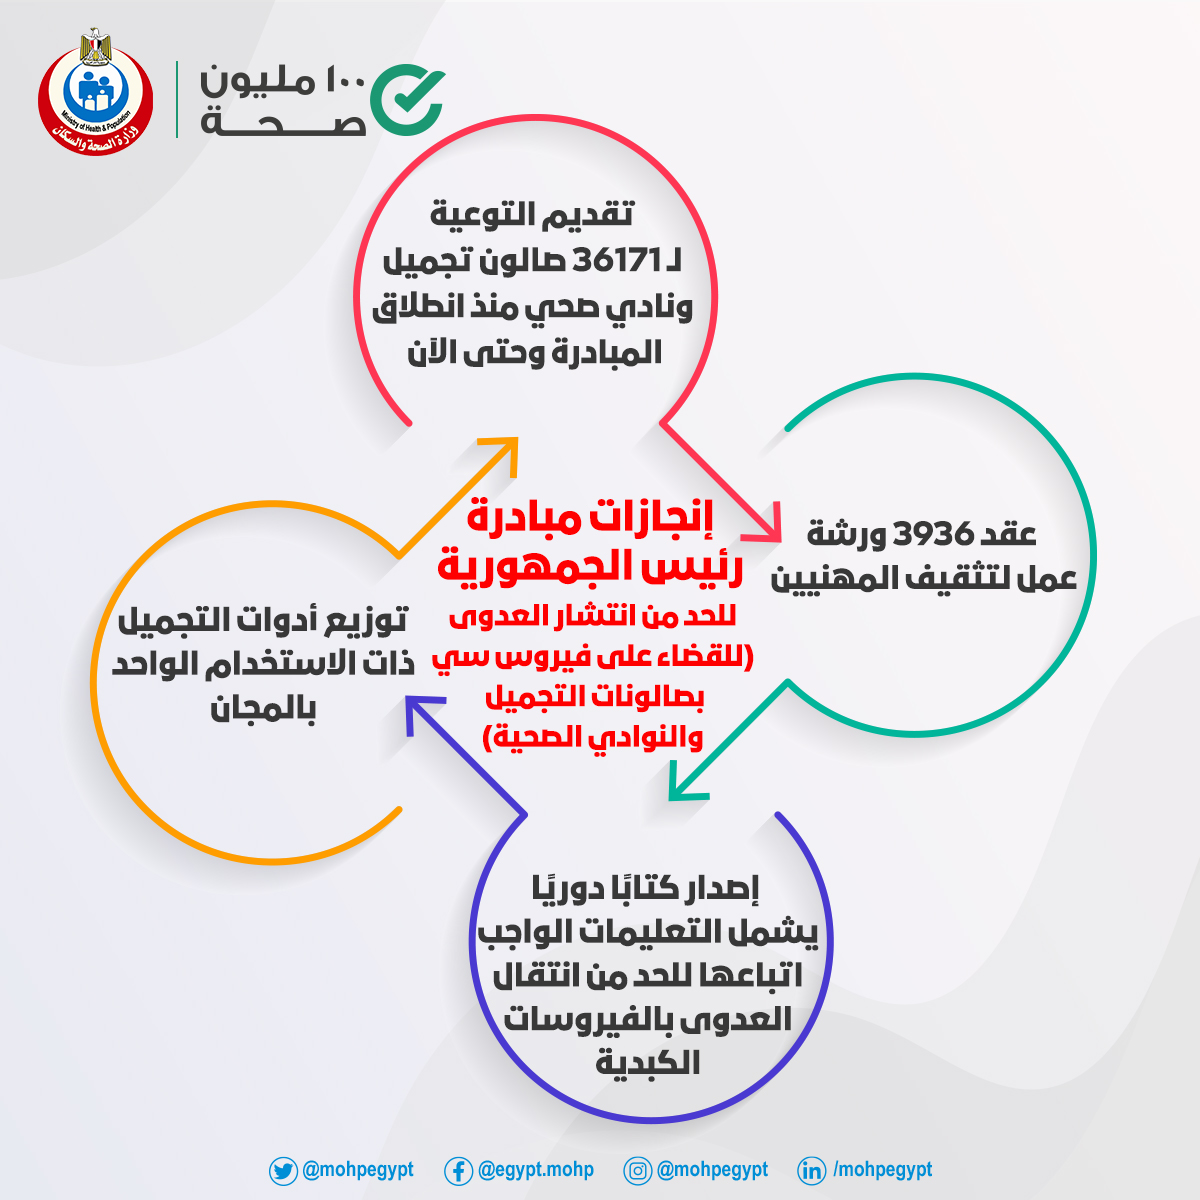 ١٠٠ مليون
صـــحـــة
Ministry of Health & Population
وزارة الصحة والسكان
تقديم التوعية
لـ 36171 صالون تجميل
ونادي صحي منذ انطلاق
المبادرة وحتى الآن
عقد 3936 ورشة
عمل لتثقيف المهنيين
إنجازات مبادرة
رئيس الجمهورية
للحد من انتشار العدوى
(للقضاء على فيروس سي
بصالونات التجميل
والنوادي الصحية)
توزيع أدوات التجميل
ذات الاستخدام الواحد
بالمجان
إصدار كتابًا دوريًا
يشمل التعليمات الواجب
اتباعها للحد من انتقال
العدوى بالفيروسات
الكبدية
@mohpegypt @egypt.mohp @mohpegypt /mohpegypt